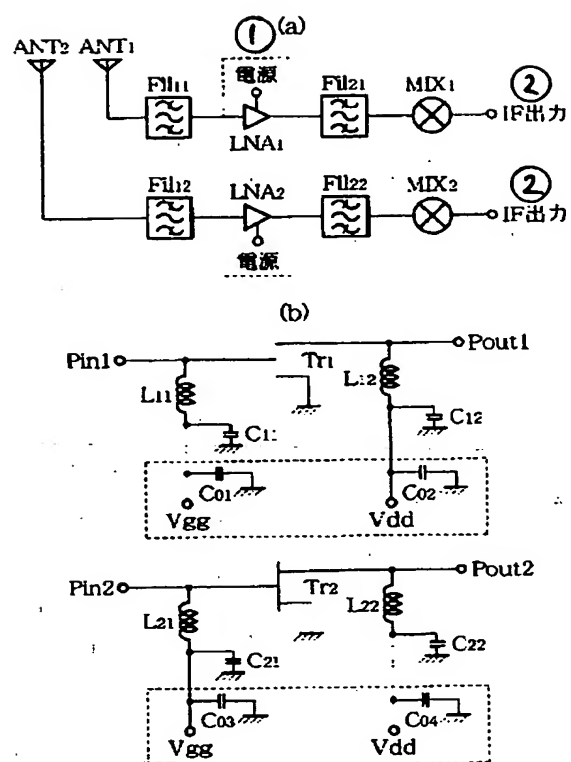 ① (a)
ANT2 ANT1 電源
Fil11 LNA1 Fil21 MIX1 ② IF出力
Fil12 LNA2 Fil22 MIX2 ② IF出力
電源
(b)
Pin1 Tr1 Pout1
L11 L12
C11 C12
C01 C02
Vgg Vdd
Pin2 Tr2 Pout2
L21 L22
C21 C22
C03 C04
Vgg Vdd